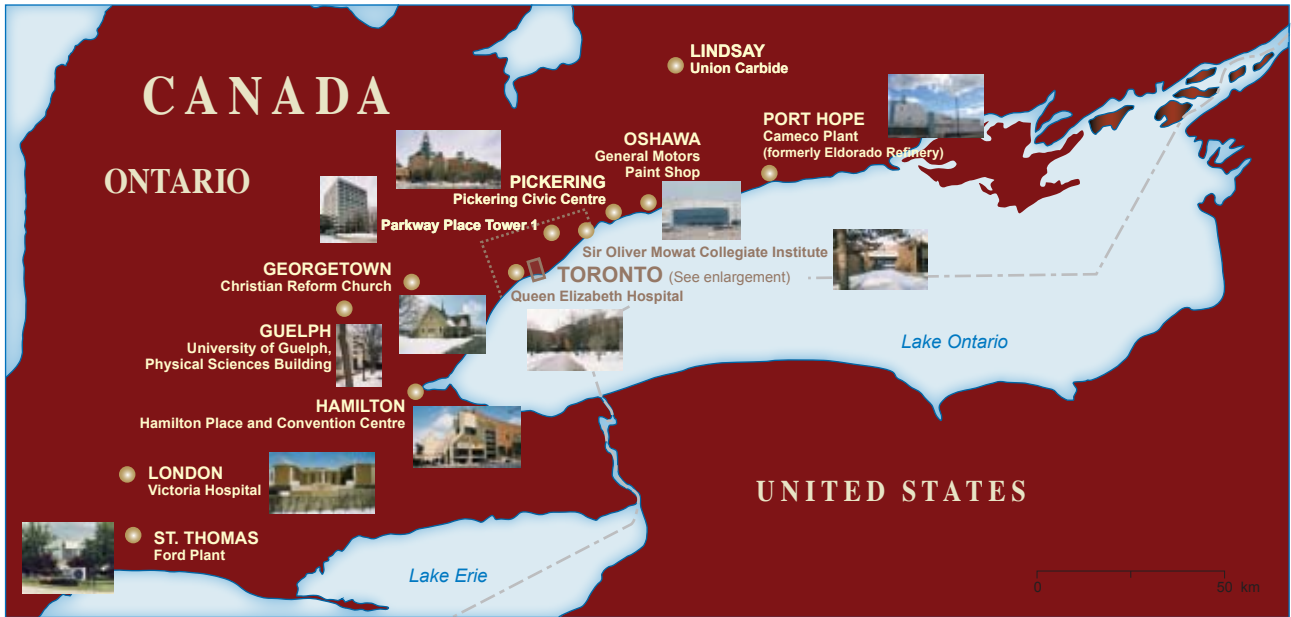 LINDSAY
Union Carbide
CANADA
PORT HOPE
Cameco Plant
(formerly Eldorado Refinery)
OSHAWA
General Motors
Paint Shop
ONTARIO
PICKERING
Pickering Civic Centre
Parkway Place Tower 1
Sir Oliver Mowat Collegiate Institute
GEORGETOWN
Christian Reform Church
TORONTO (See enlargement)
Queen Elizabeth Hospital
GUELPH
University of Guelph,
Physical Sciences Building
Lake Ontario
HAMILTON
Hamilton Place and Convention Centre
LONDON
Victoria Hospital
UNITED STATES
ST. THOMAS
Ford Plant
Lake Erie
0 50 km